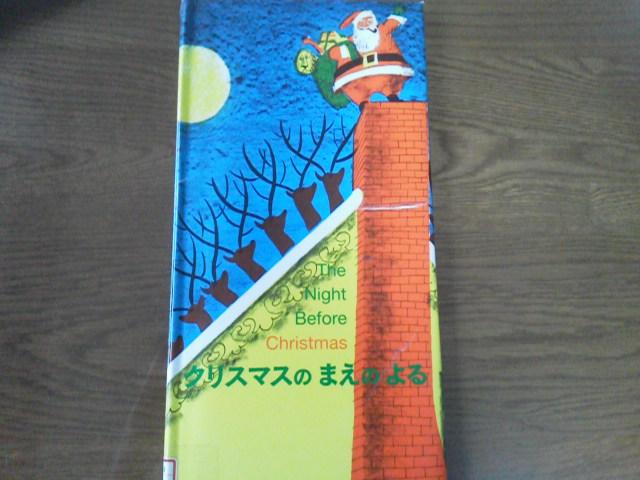 The
Night
Before
Christmas
クリスマスの まえの よる